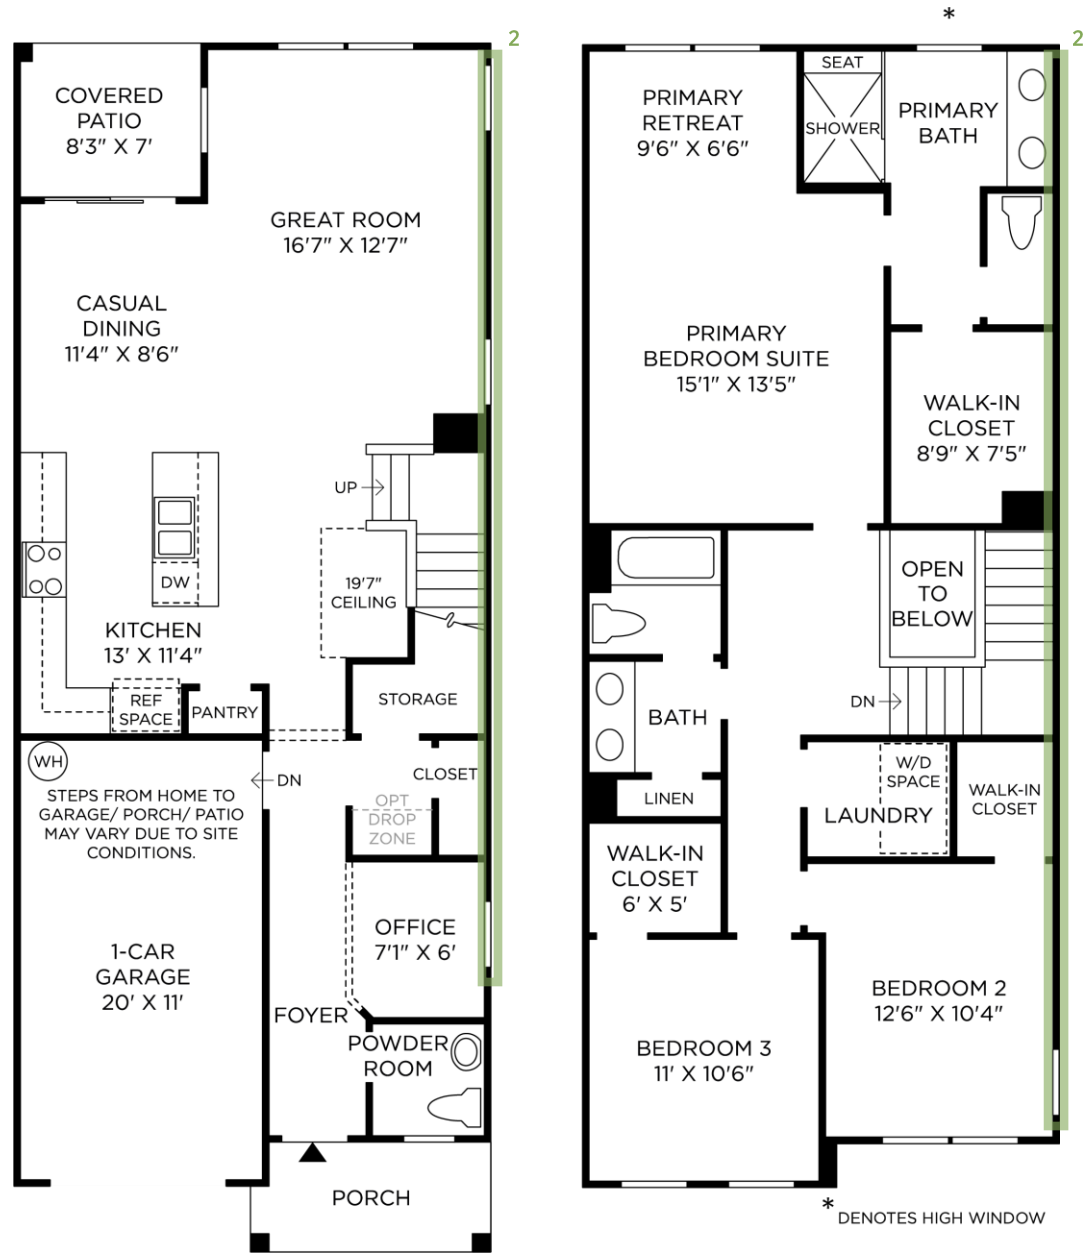 2
COVERED
PATIO
8'3" X 7'
GREAT ROOM
16'7" X 12'7"
CASUAL
DINING
11'4" X 8'6"
UP
DW
19'7"
CEILING
KITCHEN
13' X 11'4"
REF
SPACE
PANTRY
STORAGE
WH
DN
CLOSET
STEPS FROM HOME TO
GARAGE/ PORCH/ PATIO
MAY VARY DUE TO SITE
CONDITIONS.
OPT
DROP
ZONE
OFFICE
7'1" X 6'
1-CAR
GARAGE
20' X 11'
FOYER
POWDER
ROOM
PORCH
*
2
SEAT
PRIMARY
RETREAT
9'6" X 6'6"
SHOWER
PRIMARY
BATH
PRIMARY
BEDROOM SUITE
15'1" X 13'5"
WALK-IN
CLOSET
8'9" X 7'5"
OPEN
TO
BELOW
DN
BATH
W/D
SPACE
LAUNDRY
WALK-IN
CLOSET
LINEN
WALK-IN
CLOSET
6' X 5'
BEDROOM 2
12'6" X 10'4"
BEDROOM 3
11' X 10'6"
* DENOTES HIGH WINDOW